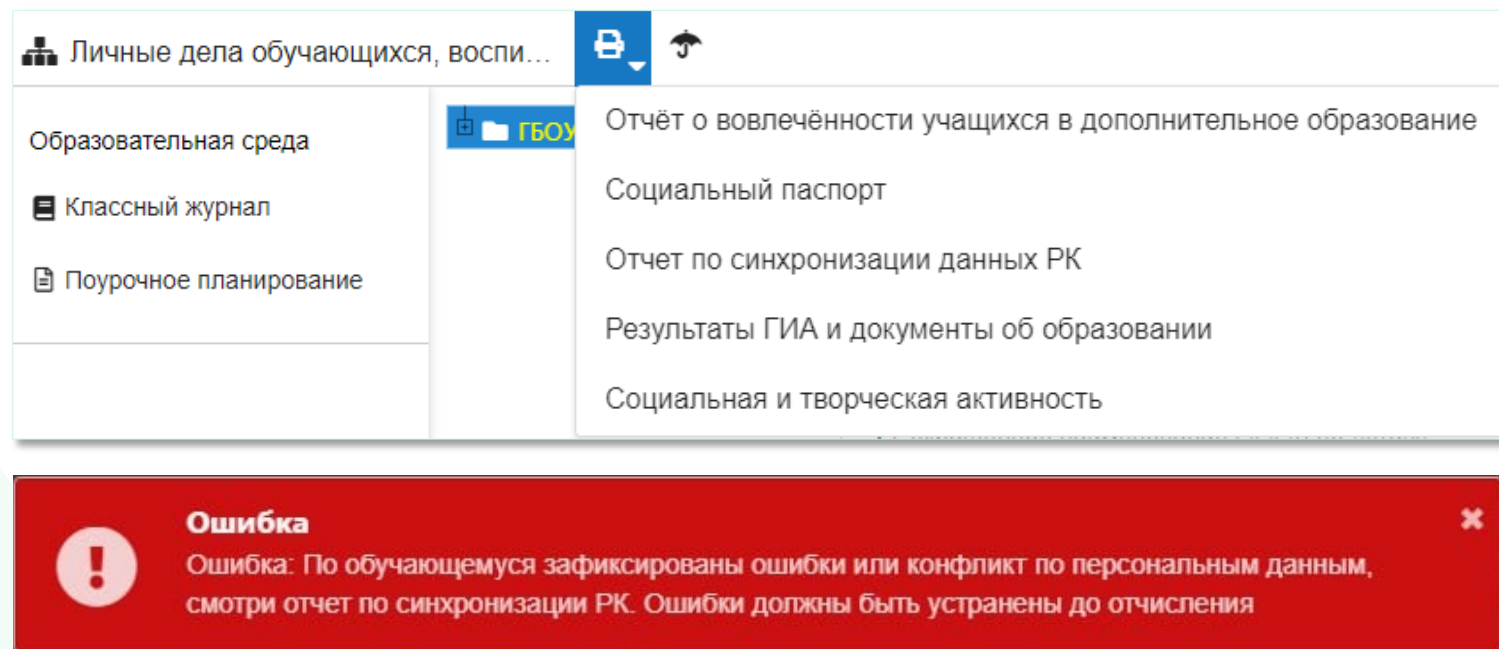 Личные дела обучающихся, воспи...
Образовательная среда
Классный журнал
Поурочное планирование
ГБОУ
Отчёт о вовлечённости учащихся в дополнительное образование
Социальный паспорт
Отчет по синхронизации данных РК
Результаты ГИА и документы об образовании
Социальная и творческая активность
Ошибка
Ошибка: По обучающемуся зафиксированы ошибки или конфликт по персональным данным,
смотри отчет по синхронизации РК. Ошибки должны быть устранены до отчисления